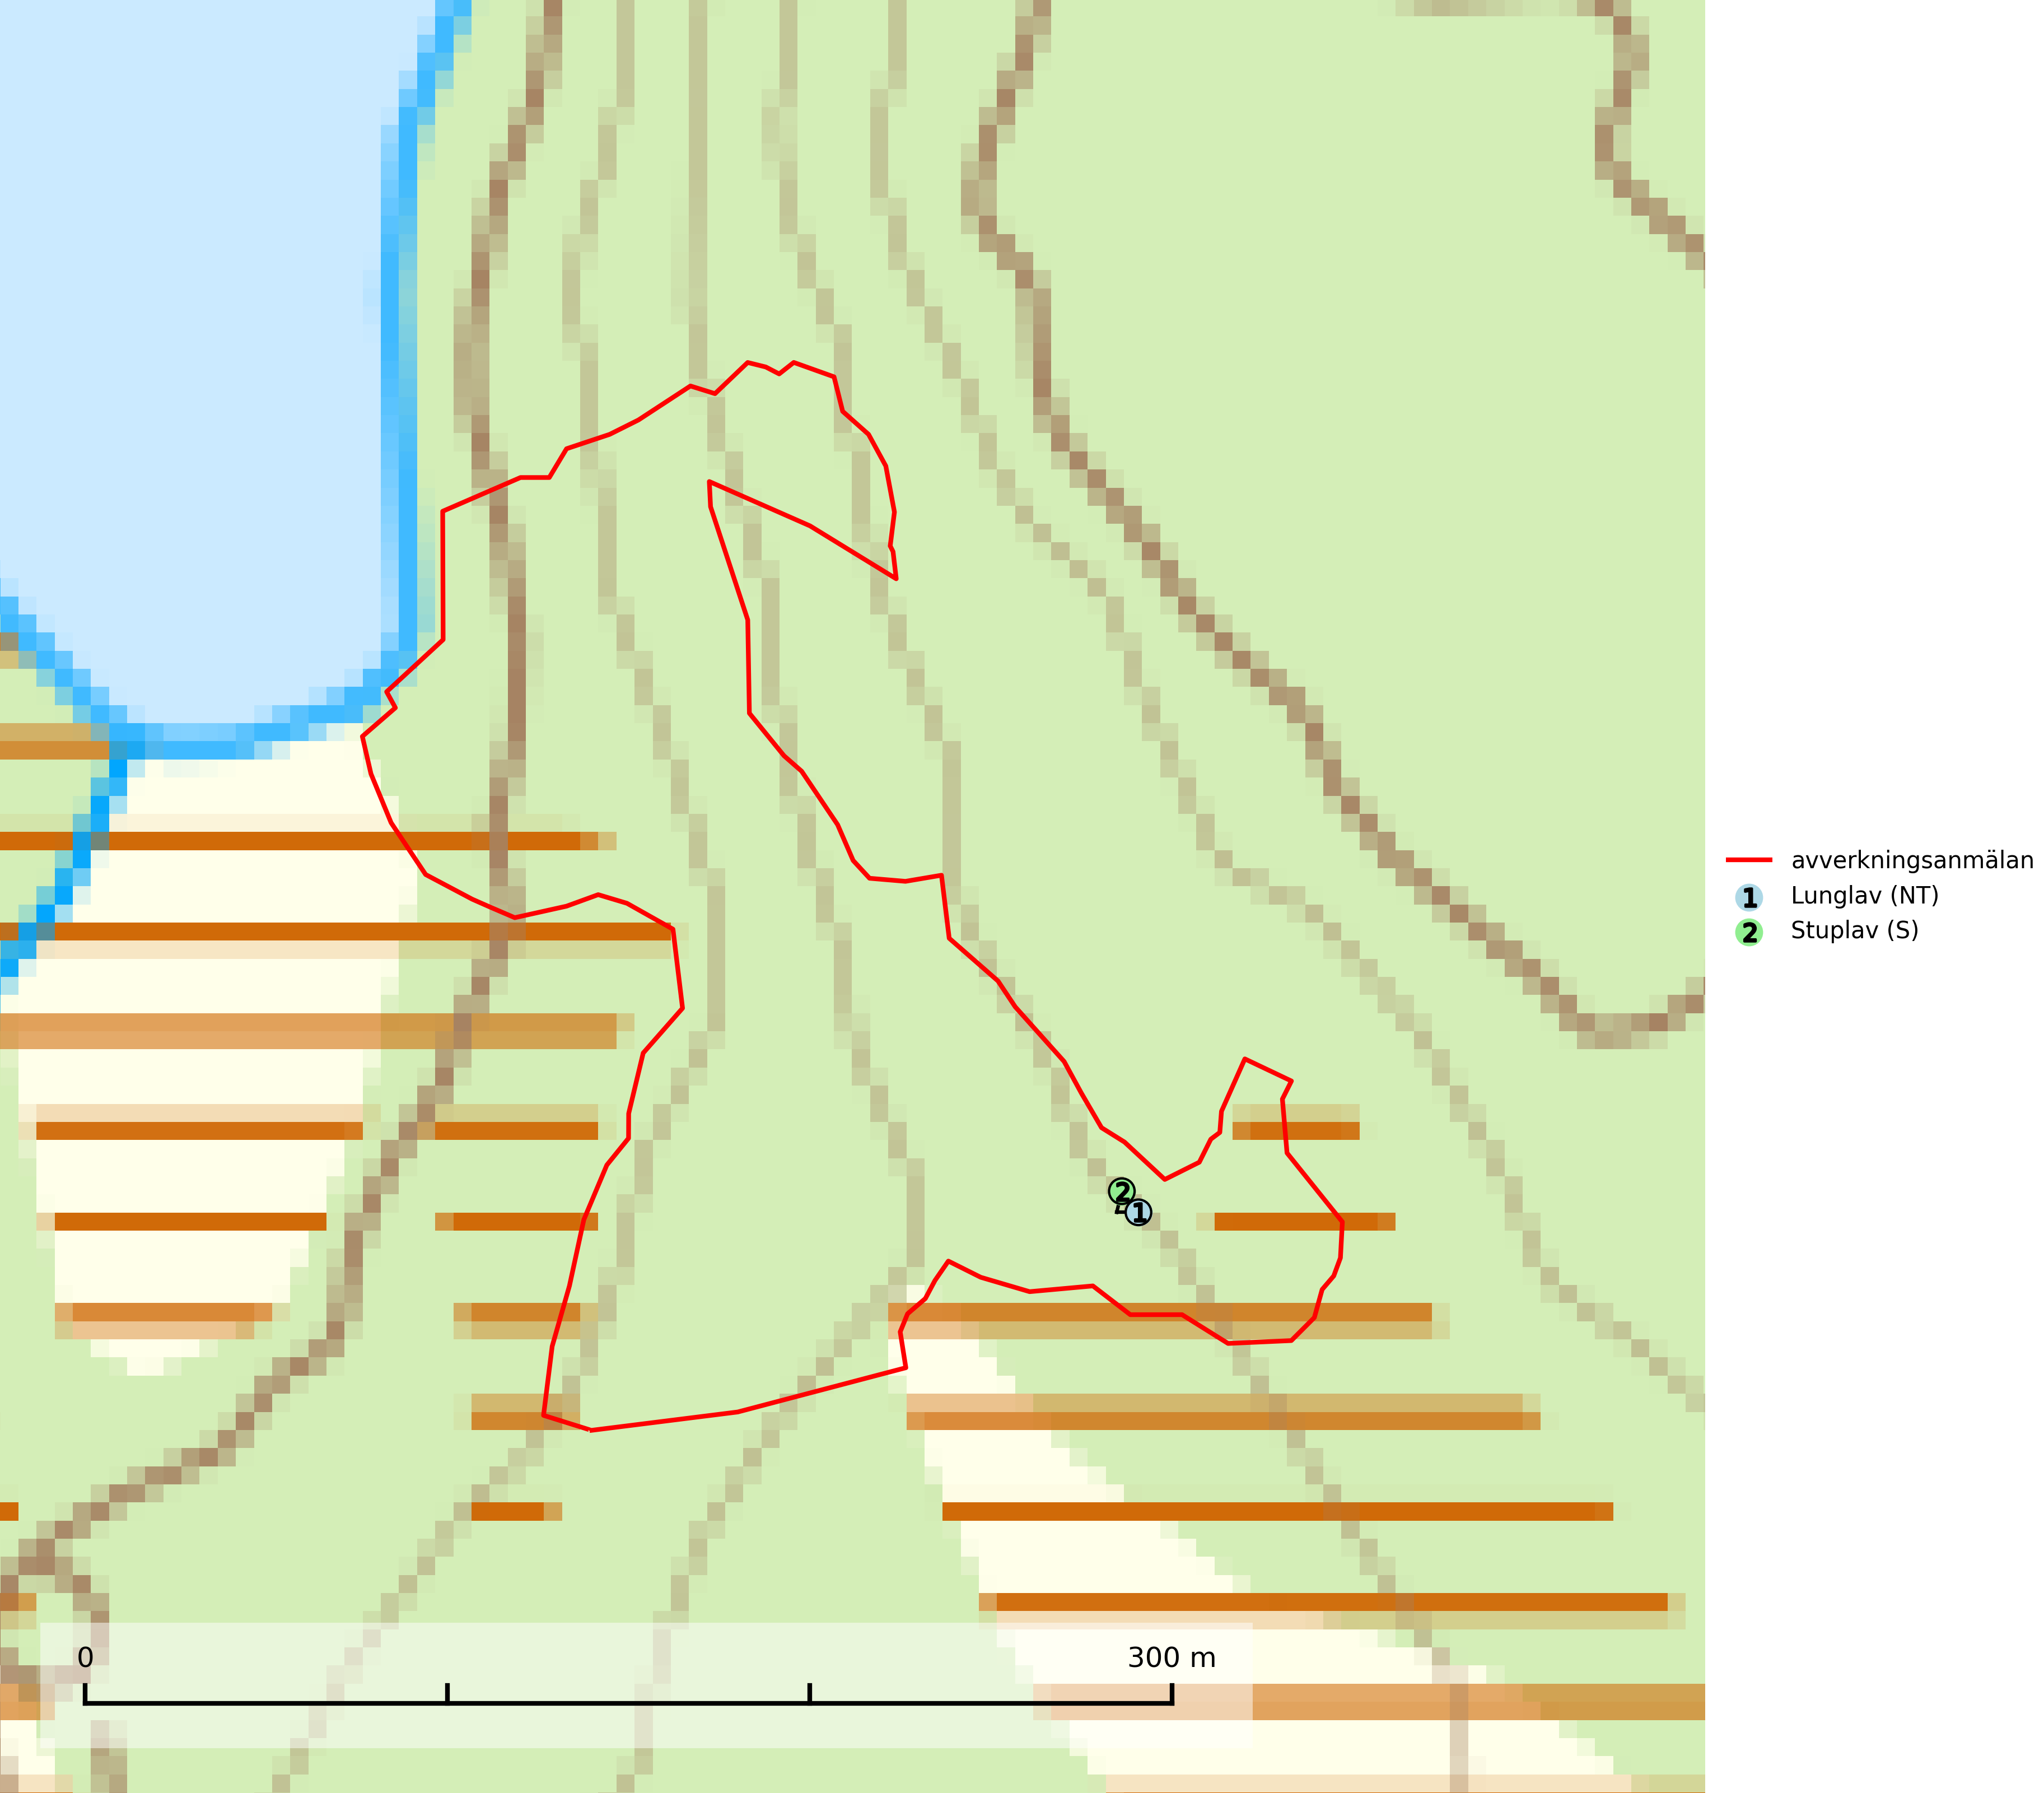 avverkningsanmälan
1 Lunglav (NT)
2 Stuplav (S)
2
1
0 300 m